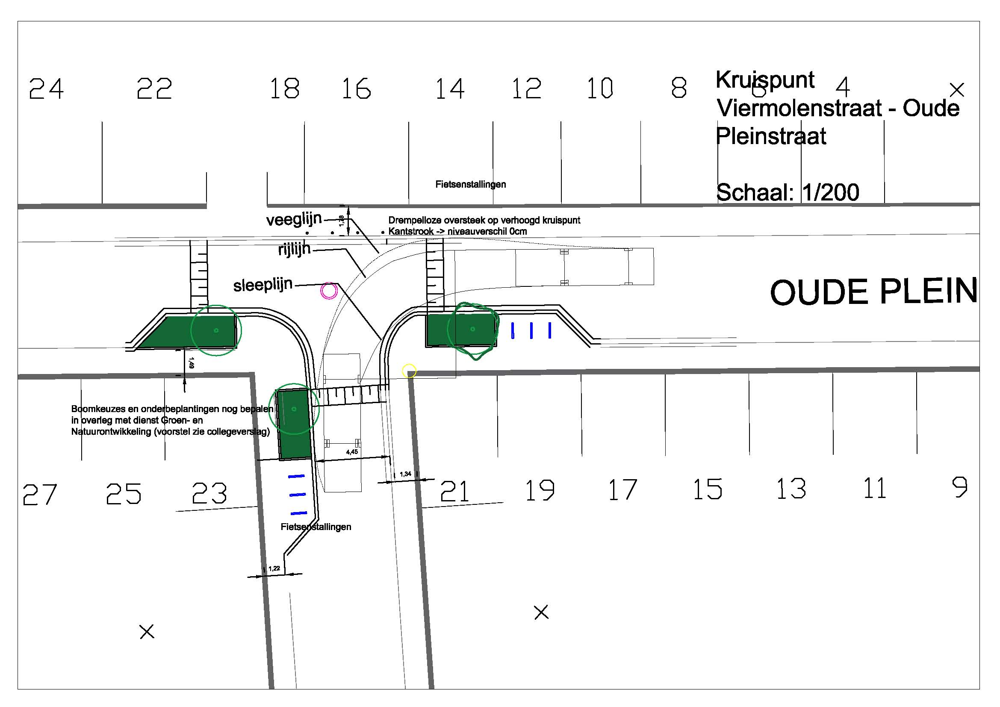 24 22 18 16 14 12 10 8 6 4
Kruispunt
Viermolenstraat - Oude
Pleinstraat
Schaal: 1/200
Fietsenstallingen
veeglijn
1,78
Drempelloze oversteek op verhoogd kruispunt
Kantstrook -> niveauverschil 0cm
rijlijn
sleeplijn
OUDE PLEIN
1,49
Boomkeuzes en onderbeplantingen nog bepalen
in overleg met dienst Groen- en
Natuurontwikkeling (voorstel zie collegeverslag)
4,45
1,34
27 25 23 21 19 17 15 13 11 9
Fietsenstallingen
1,22